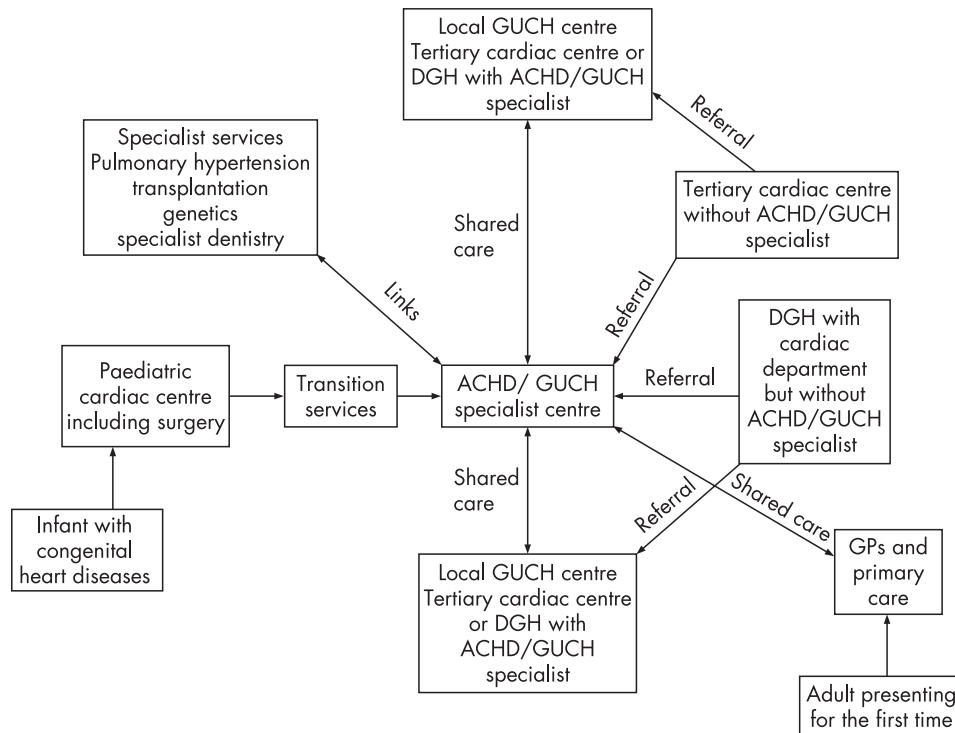 Local GUCH centre
Tertiary cardiac centre or
DGH with ACHD/GUCH
specialist
Referral
Specialist services
Pulmonary hypertension
transplantation
genetics
specialist dentistry
Tertiary cardiac centre
without ACHD/GUCH
specialist
Shared
care
Links
Referral
DGH with
cardiac
department
but without
ACHD/GUCH
specialist
Paediatric
cardiac centre
including surgery
Transition
services
ACHD/ GUCH
specialist centre
Referral
Shared
care
Referral
Shared care
Infant with
congenital
heart diseases
Local GUCH centre
Tertiary cardiac centre
or DGH with
ACHD/GUCH
specialist
GPs and
primary
care
Adult presenting
for the first time